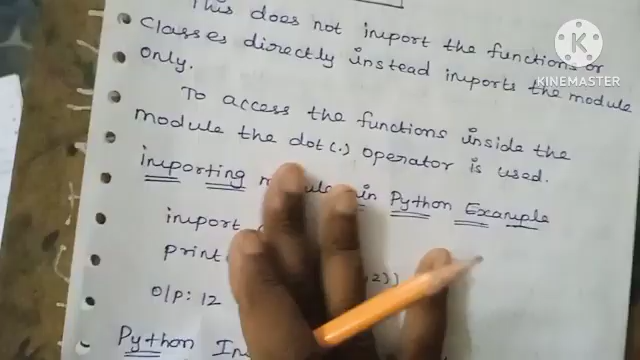 This does not import the functions or
classes directly instead imports the module
only.
To access the functions inside the
module the dot(.) operator is used.
importing in Python Example
import
print ,2))
O/P: 12
Python
KINEMASTER